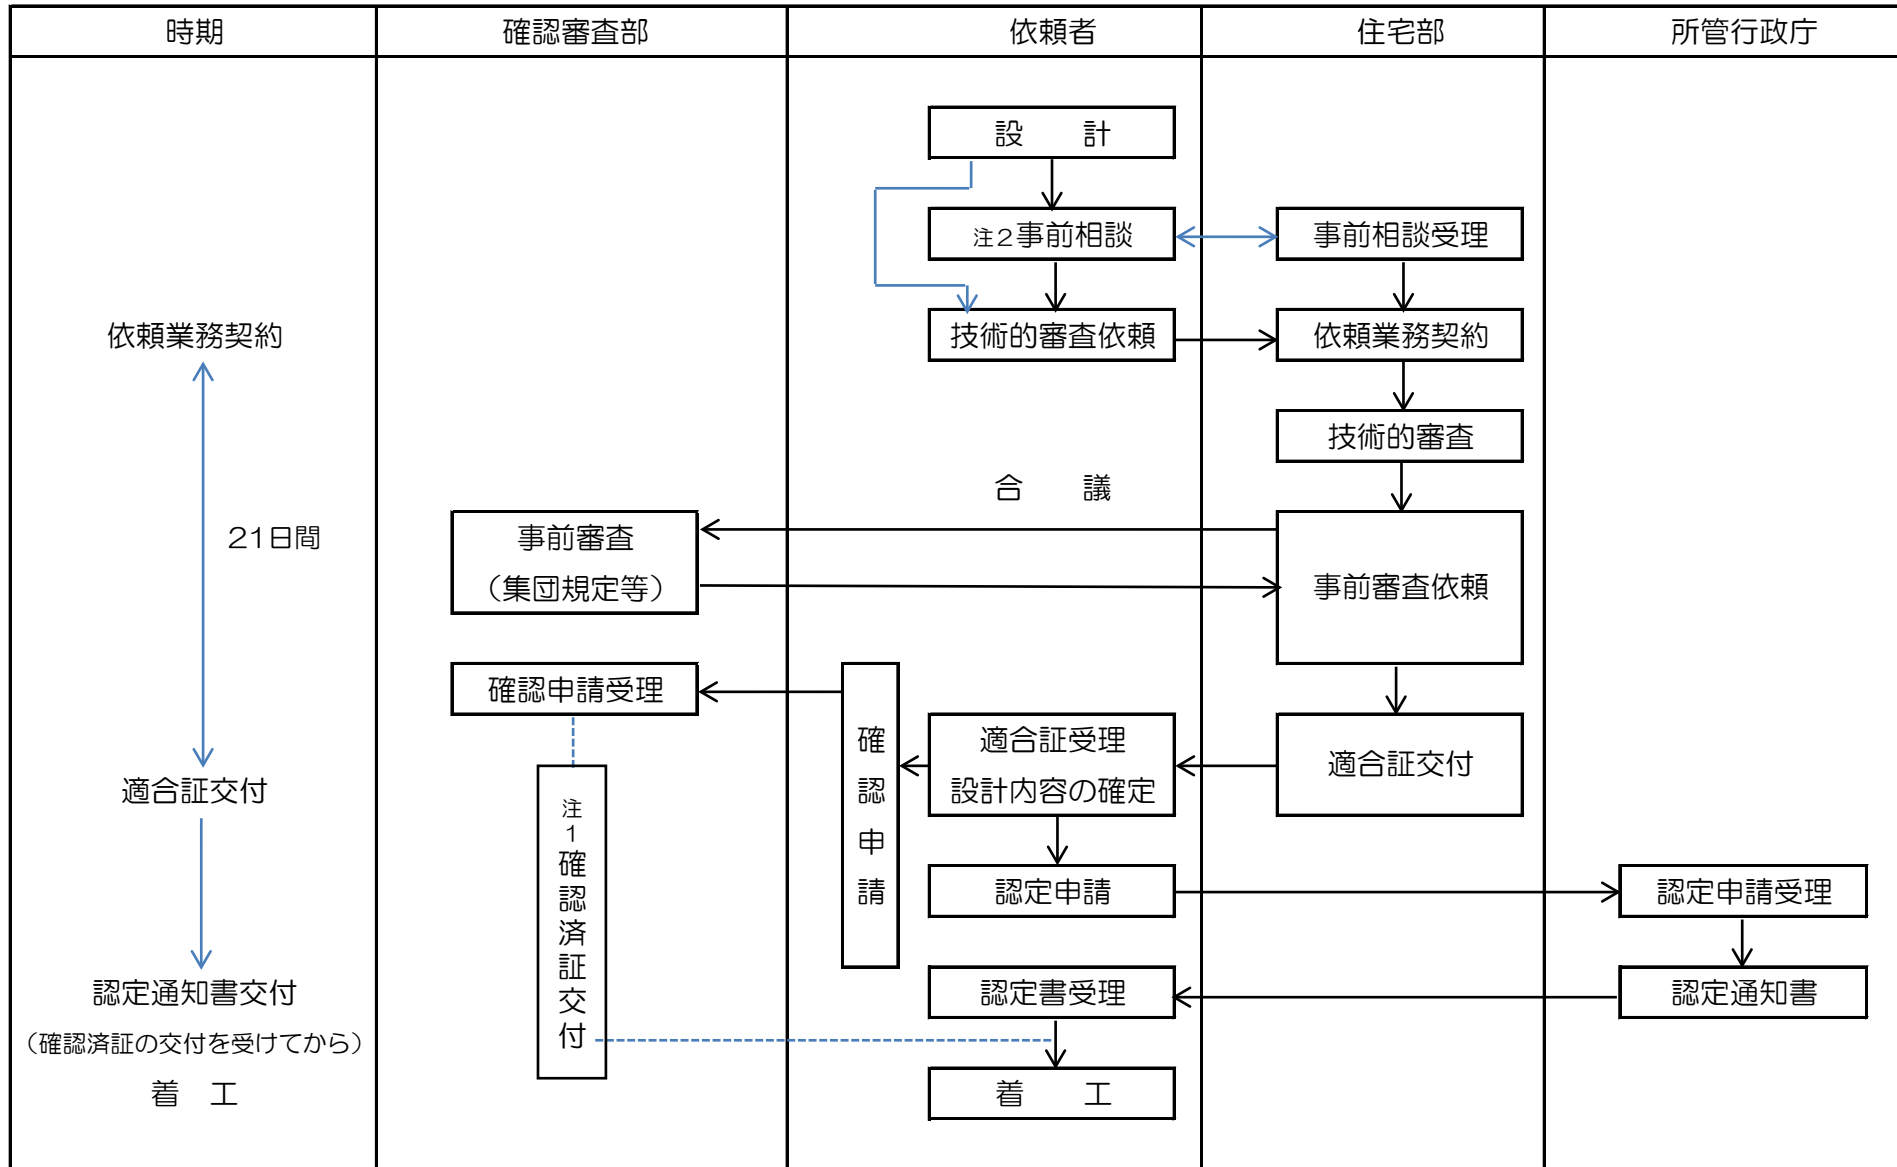 時期
確認審査部
依頼者
住宅部
所管行政庁
設　　計
注２事前相談
事前相談受理
依頼業務契約
技術的審査依頼
依頼業務契約
技術的審査
合　　議
21日間
事前審査
（集団規定等）
事前審査依頼
確認申請受理
確認申請
適合証受理
設計内容の確定
適合証交付
適合証交付
注１確認済証交付
認定申請
認定申請受理
認定通知書交付
認定書受理
認定通知書
（確認済証の交付を受けてから）
着　工
着　　工